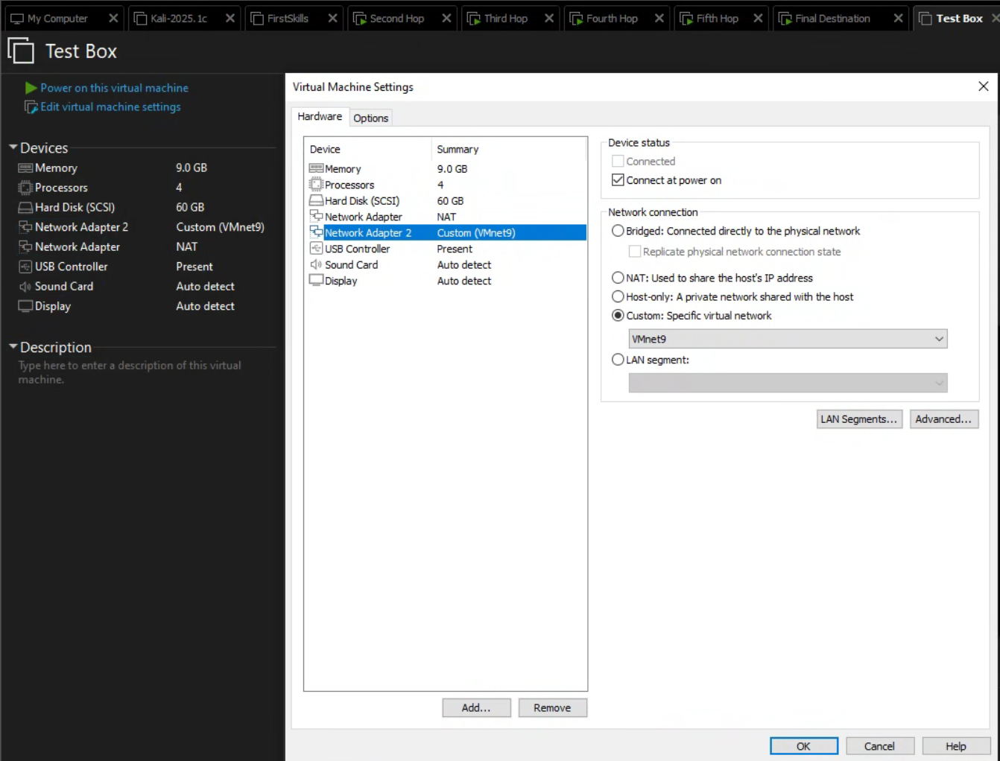 My Computer
Kali-2025.1c
FirstSkills
Second Hop
Third Hop
Fourth Hop
Fifth Hop
Final Destination
Test Box
Test Box
Power on this virtual machine
Edit virtual machine settings
Devices
Memory 9.0 GB
Processors 4
Hard Disk (SCSI) 60 GB
Network Adapter 2 Custom (VMnet9)
Network Adapter NAT
USB Controller Present
Sound Card Auto detect
Display Auto detect
Description
Type here to enter a description of this virtual
machine.
Virtual Machine Settings
Hardware
Options
Device Summary
Memory 9.0 GB
Processors 4
Hard Disk (SCSI) 60 GB
Network Adapter NAT
Network Adapter 2 Custom (VMnet9)
USB Controller Present
Sound Card Auto detect
Display Auto detect
Add...
Remove
Device status
Connected
Connect at power on
Network connection
Bridged: Connected directly to the physical network
Replicate physical network connection state
NAT: Used to share the host's IP address
Host-only: A private network shared with the host
Custom: Specific virtual network
VMnet9
LAN segment:
LAN Segments...
Advanced...
OK
Cancel
Help